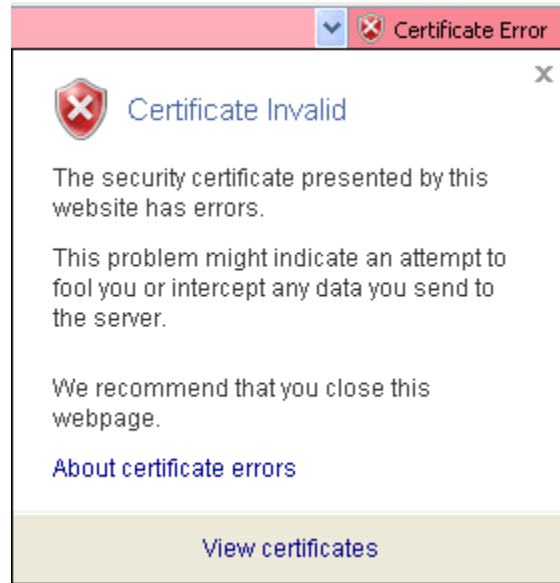 Certificate Error
Certificate Invalid
The security certificate presented by this
website has errors.
This problem might indicate an attempt to
fool you or intercept any data you send to
the server.
We recommend that you close this
webpage.
About certificate errors
View certificates